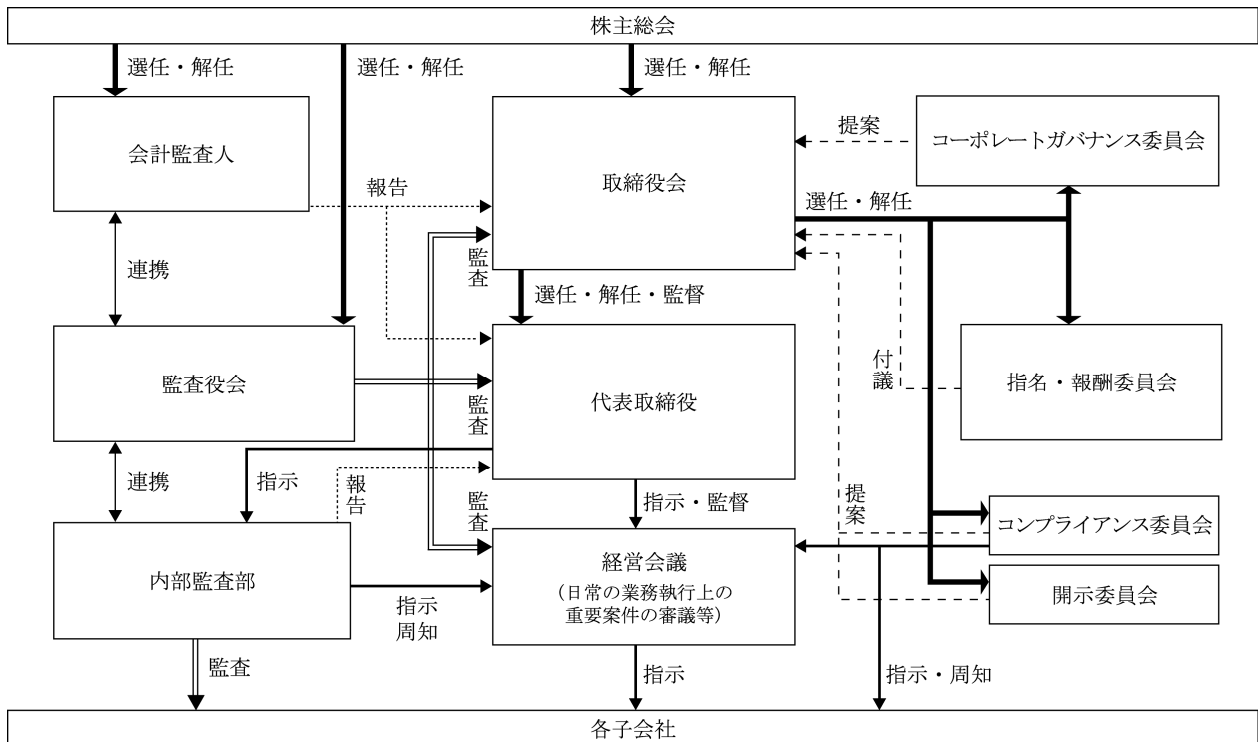 株主総会
選任・解任
選任・解任
選任・解任
会計監査人
取締役会
提案
コーポレートガバナンス委員会
報告
選任・解任
監査
連携
選任・解任・監督
監査役会
代表取締役
付議
指名・報酬委員会
監査
連携
指示
報告
指示・監督
監査
提案
コンプライアンス委員会
内部監査部
経営会議
(日常の業務執行上の
重要案件の審議等)
開示委員会
指示
周知
監査
指示
指示・周知
各子会社